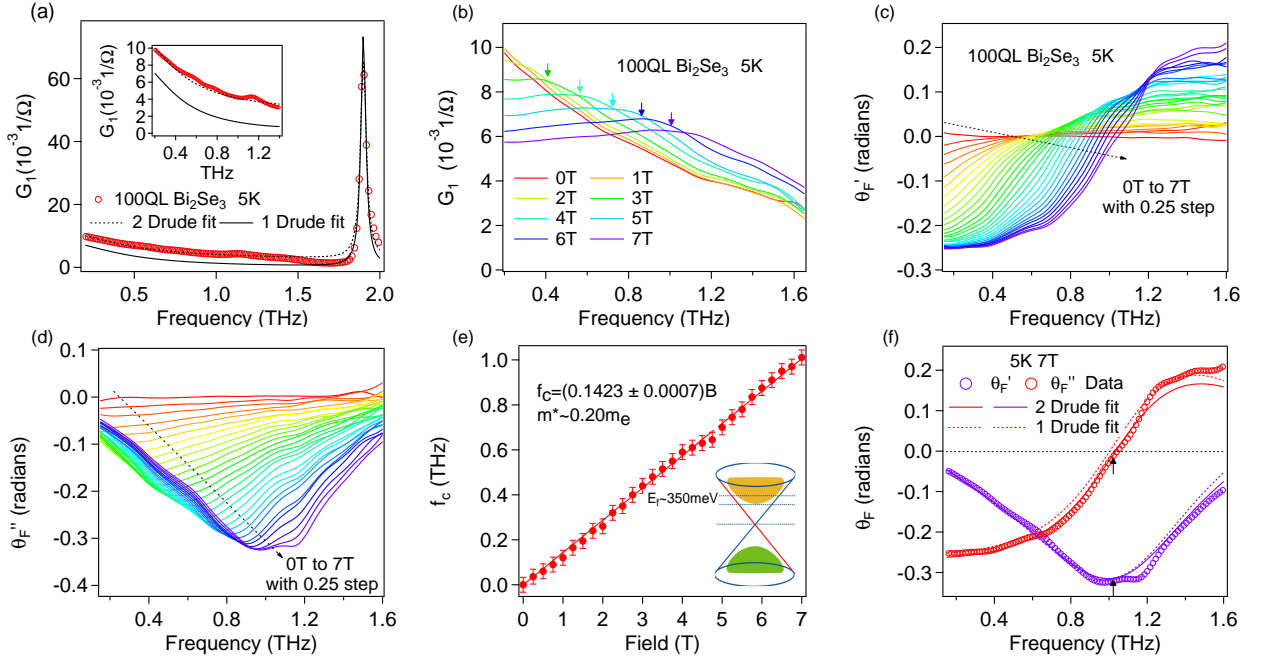 (a)
G₁(10⁻³1/Ω)
60
40
20
0
0.5
1.0
1.5
2.0
Frequency (THz)
100QL Bi₂Se₃ 5K
2 Drude fit
1 Drude fit
G₁(10⁻³1/Ω)
10
8
6
4
2
0
0.4
0.8
1.2
THz
(b)
100QL Bi₂Se₃ 5K
G₁ (10⁻³1/Ω)
10
8
6
4
2
0
0.4
0.8
1.2
1.6
Frequency (THz)
0T
1T
2T
3T
4T
5T
6T
7T
(c)
100QL Bi₂Se₃ 5K
θF' (radians)
0.2
0.1
0.0
-0.1
-0.2
-0.3
0.4
0.8
1.2
1.6
Frequency (THz)
0T to 7T
with 0.25 step
(d)
θF'' (radians)
0.1
0.0
-0.1
-0.2
-0.3
-0.4
0.4
0.8
1.2
1.6
Frequency (THz)
0T to 7T
with 0.25 step
(e)
fc=(0.1423 ± 0.0007)B
m*~0.20me
fc (THz)
1.0
0.8
0.6
0.4
0.2
0.0
0
1
2
3
4
5
6
7
Field (T)
Ef~350meV
(f)
5K 7T
θF'
θF'' Data
2 Drude fit
1 Drude fit
θF (radians)
0.2
0.1
0.0
-0.1
-0.2
-0.3
0.4
0.8
1.2
1.6
Frequency (THz)